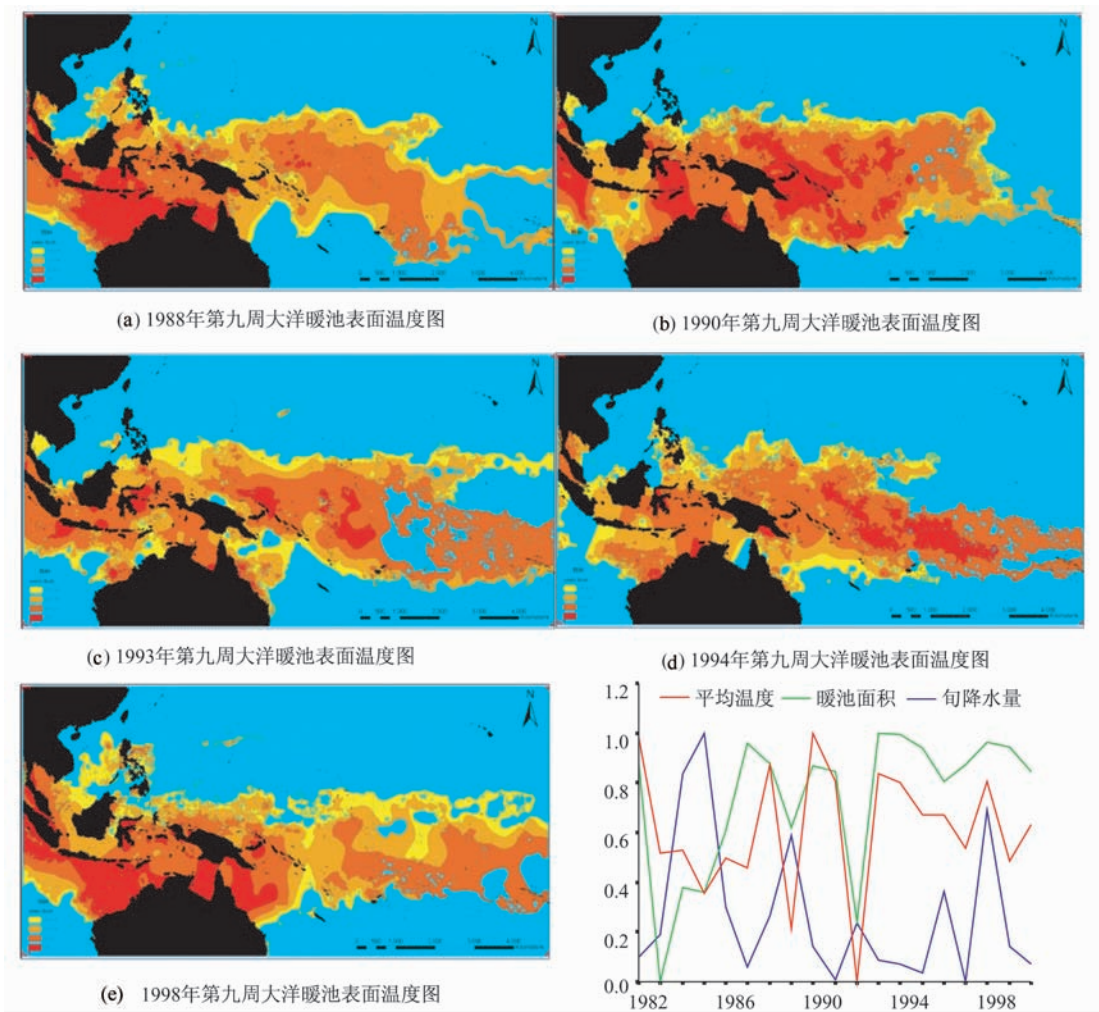 N
N
(a) 1988年第九周大洋暖池表面温度图
(b) 1990年第九周大洋暖池表面温度图
N
N
(c) 1993年第九周大洋暖池表面温度图
(d) 1994年第九周大洋暖池表面温度图
N
(e) 1998年第九周大洋暖池表面温度图
平均温度 暖池面积 旬降水量
1.2
1.0
0.8
0.6
0.4
0.2
0.0
1982 1986 1990 1994 1998